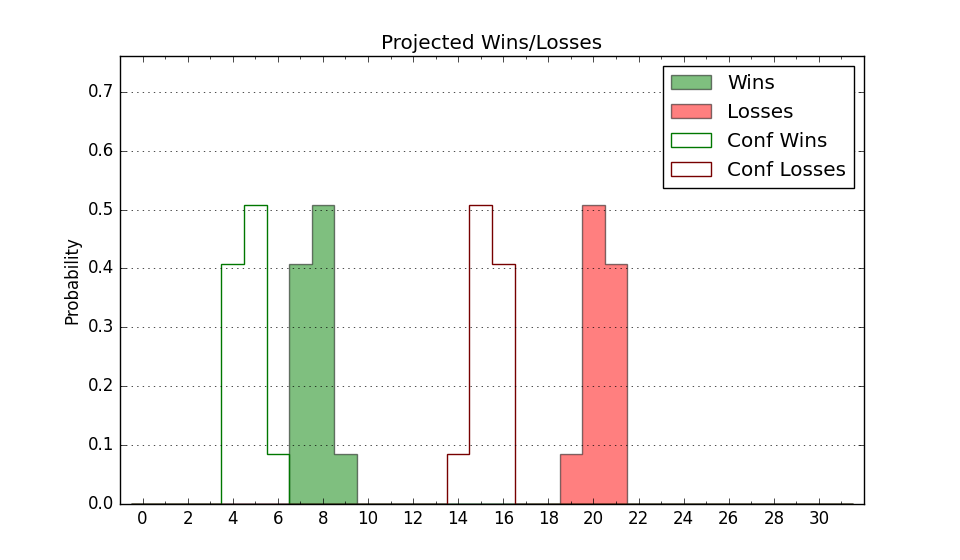 Projected Wins/Losses
Wins
Losses
Conf Wins
Conf Losses
Probability
0.7
0.6
0.5
0.4
0.3
0.2
0.1
0.0
0 2 4 6 8 10 12 14 16 18 20 22 24 26 28 30